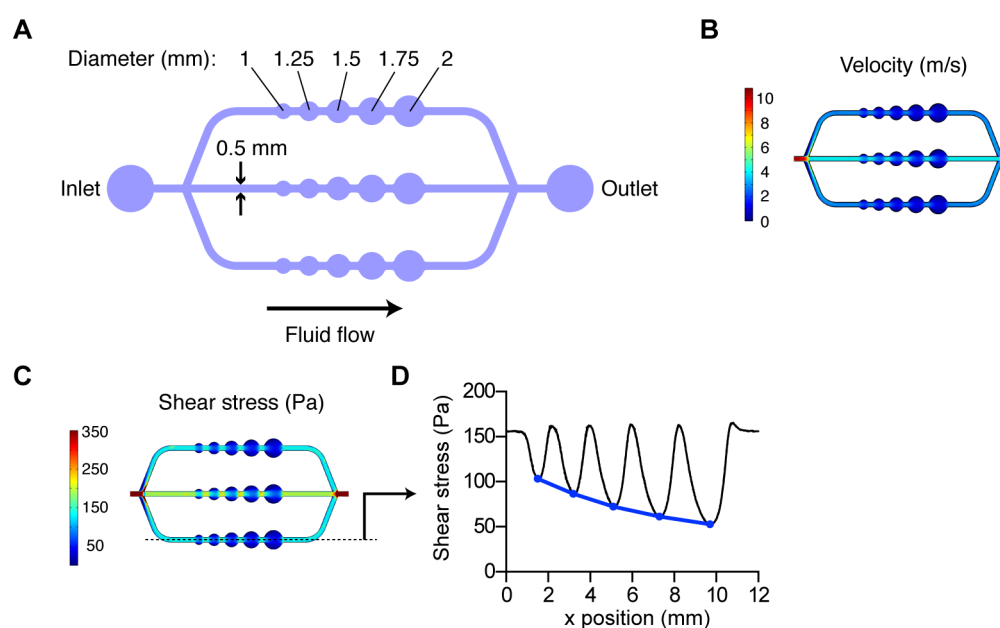 A
Diameter (mm): 1 1.25 1.5 1.75 2
0.5 mm
Inlet
Outlet
Fluid flow
B
Velocity (m/s)
10
8
6
4
2
0
C
Shear stress (Pa)
350
250
150
50
D
Shear stress (Pa)
200
150
100
50
0
0 2 4 6 8 10 12
x position (mm)